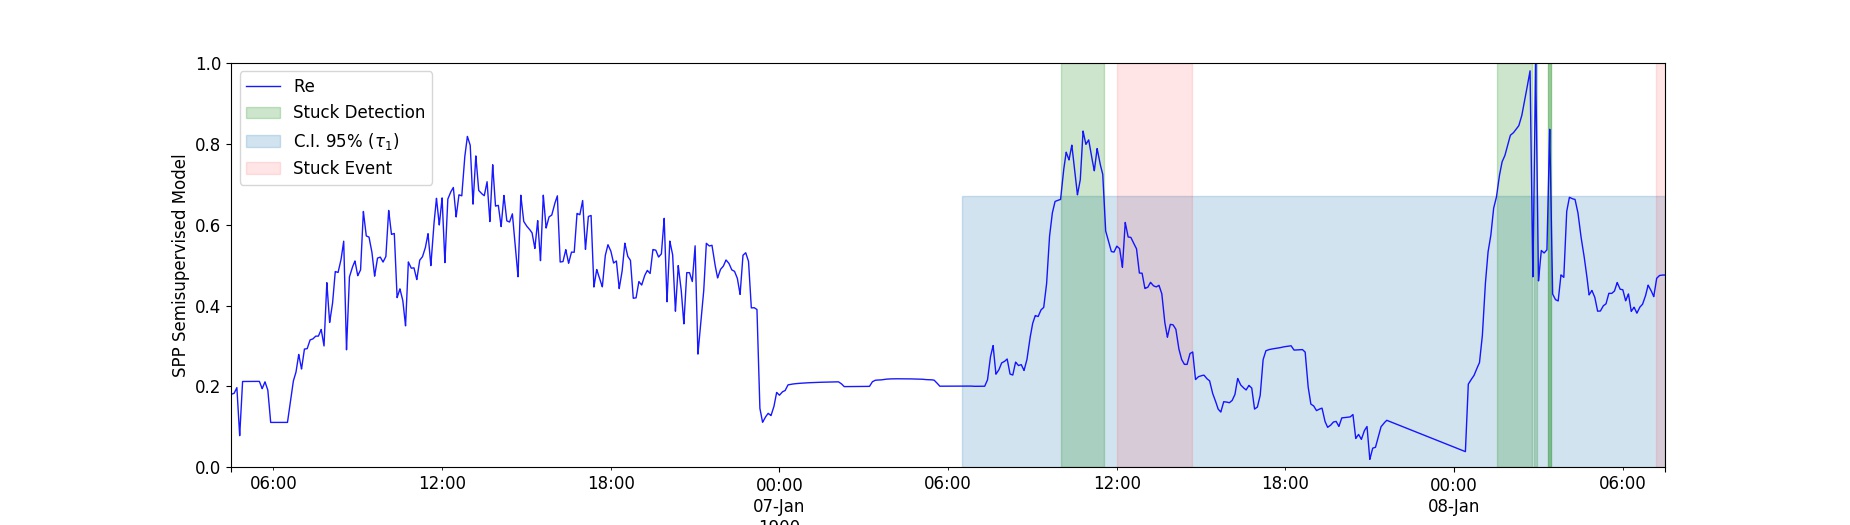 1.0
0.8
0.6
0.4
0.2
0.0
SPP Semisupervised Model
Re
Stuck Detection
C.I. 95% (τ₁)
Stuck Event
06:00 12:00 18:00 00:00 06:00 12:00 18:00 00:00 06:00
07-Jan 08-Jan
1900